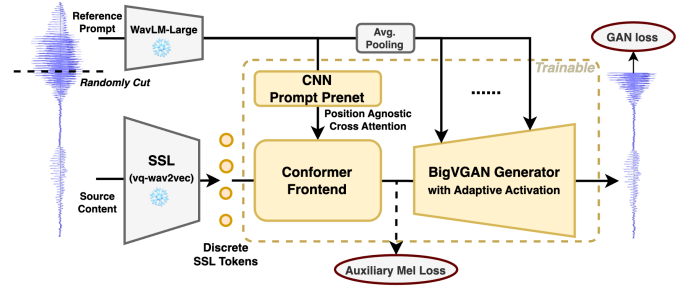 Reference
Prompt
WavLM-Large
Randomly Cut
Avg.
Pooling
GAN loss
Trainable
CNN
Prompt Prenet
Position Agnostic
Cross Attention
......
SSL
(vq-wav2vec)
Source
Content
Conformer
Frontend
BigVGAN Generator
with Adaptive Activation
Discrete
SSL Tokens
Auxiliary Mel Loss